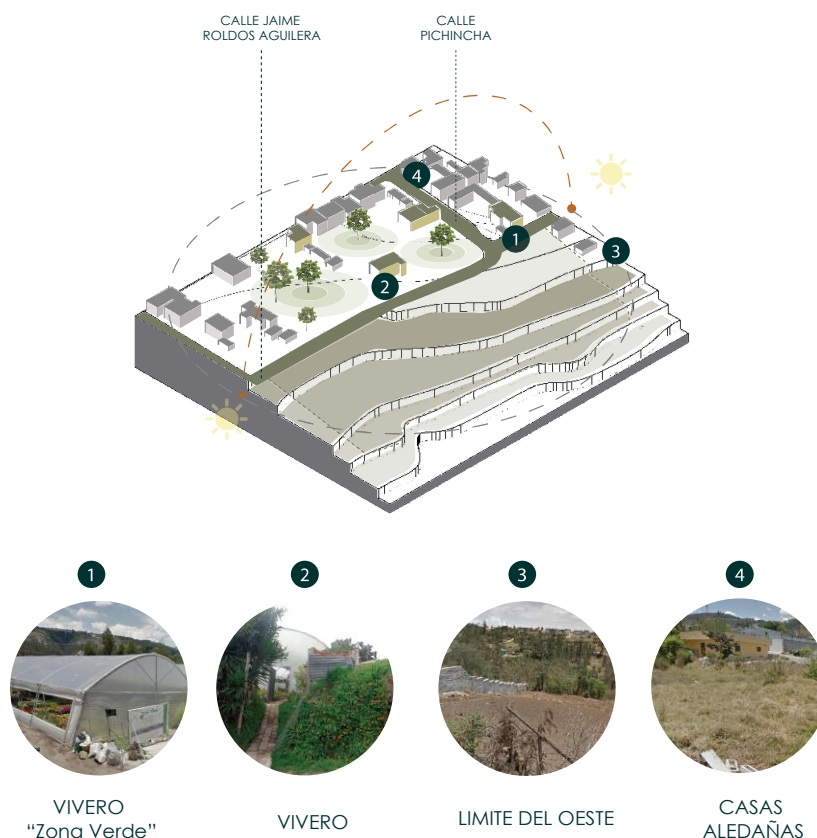 CALLE JAIME
ROLDOS AGUILERA
CALLE
PICHINCHA
4
1
3
2
1
2
3
4
VIVERO
“Zona Verde”
VIVERO
LIMITE DEL OESTE
CASAS
ALEDAÑAS